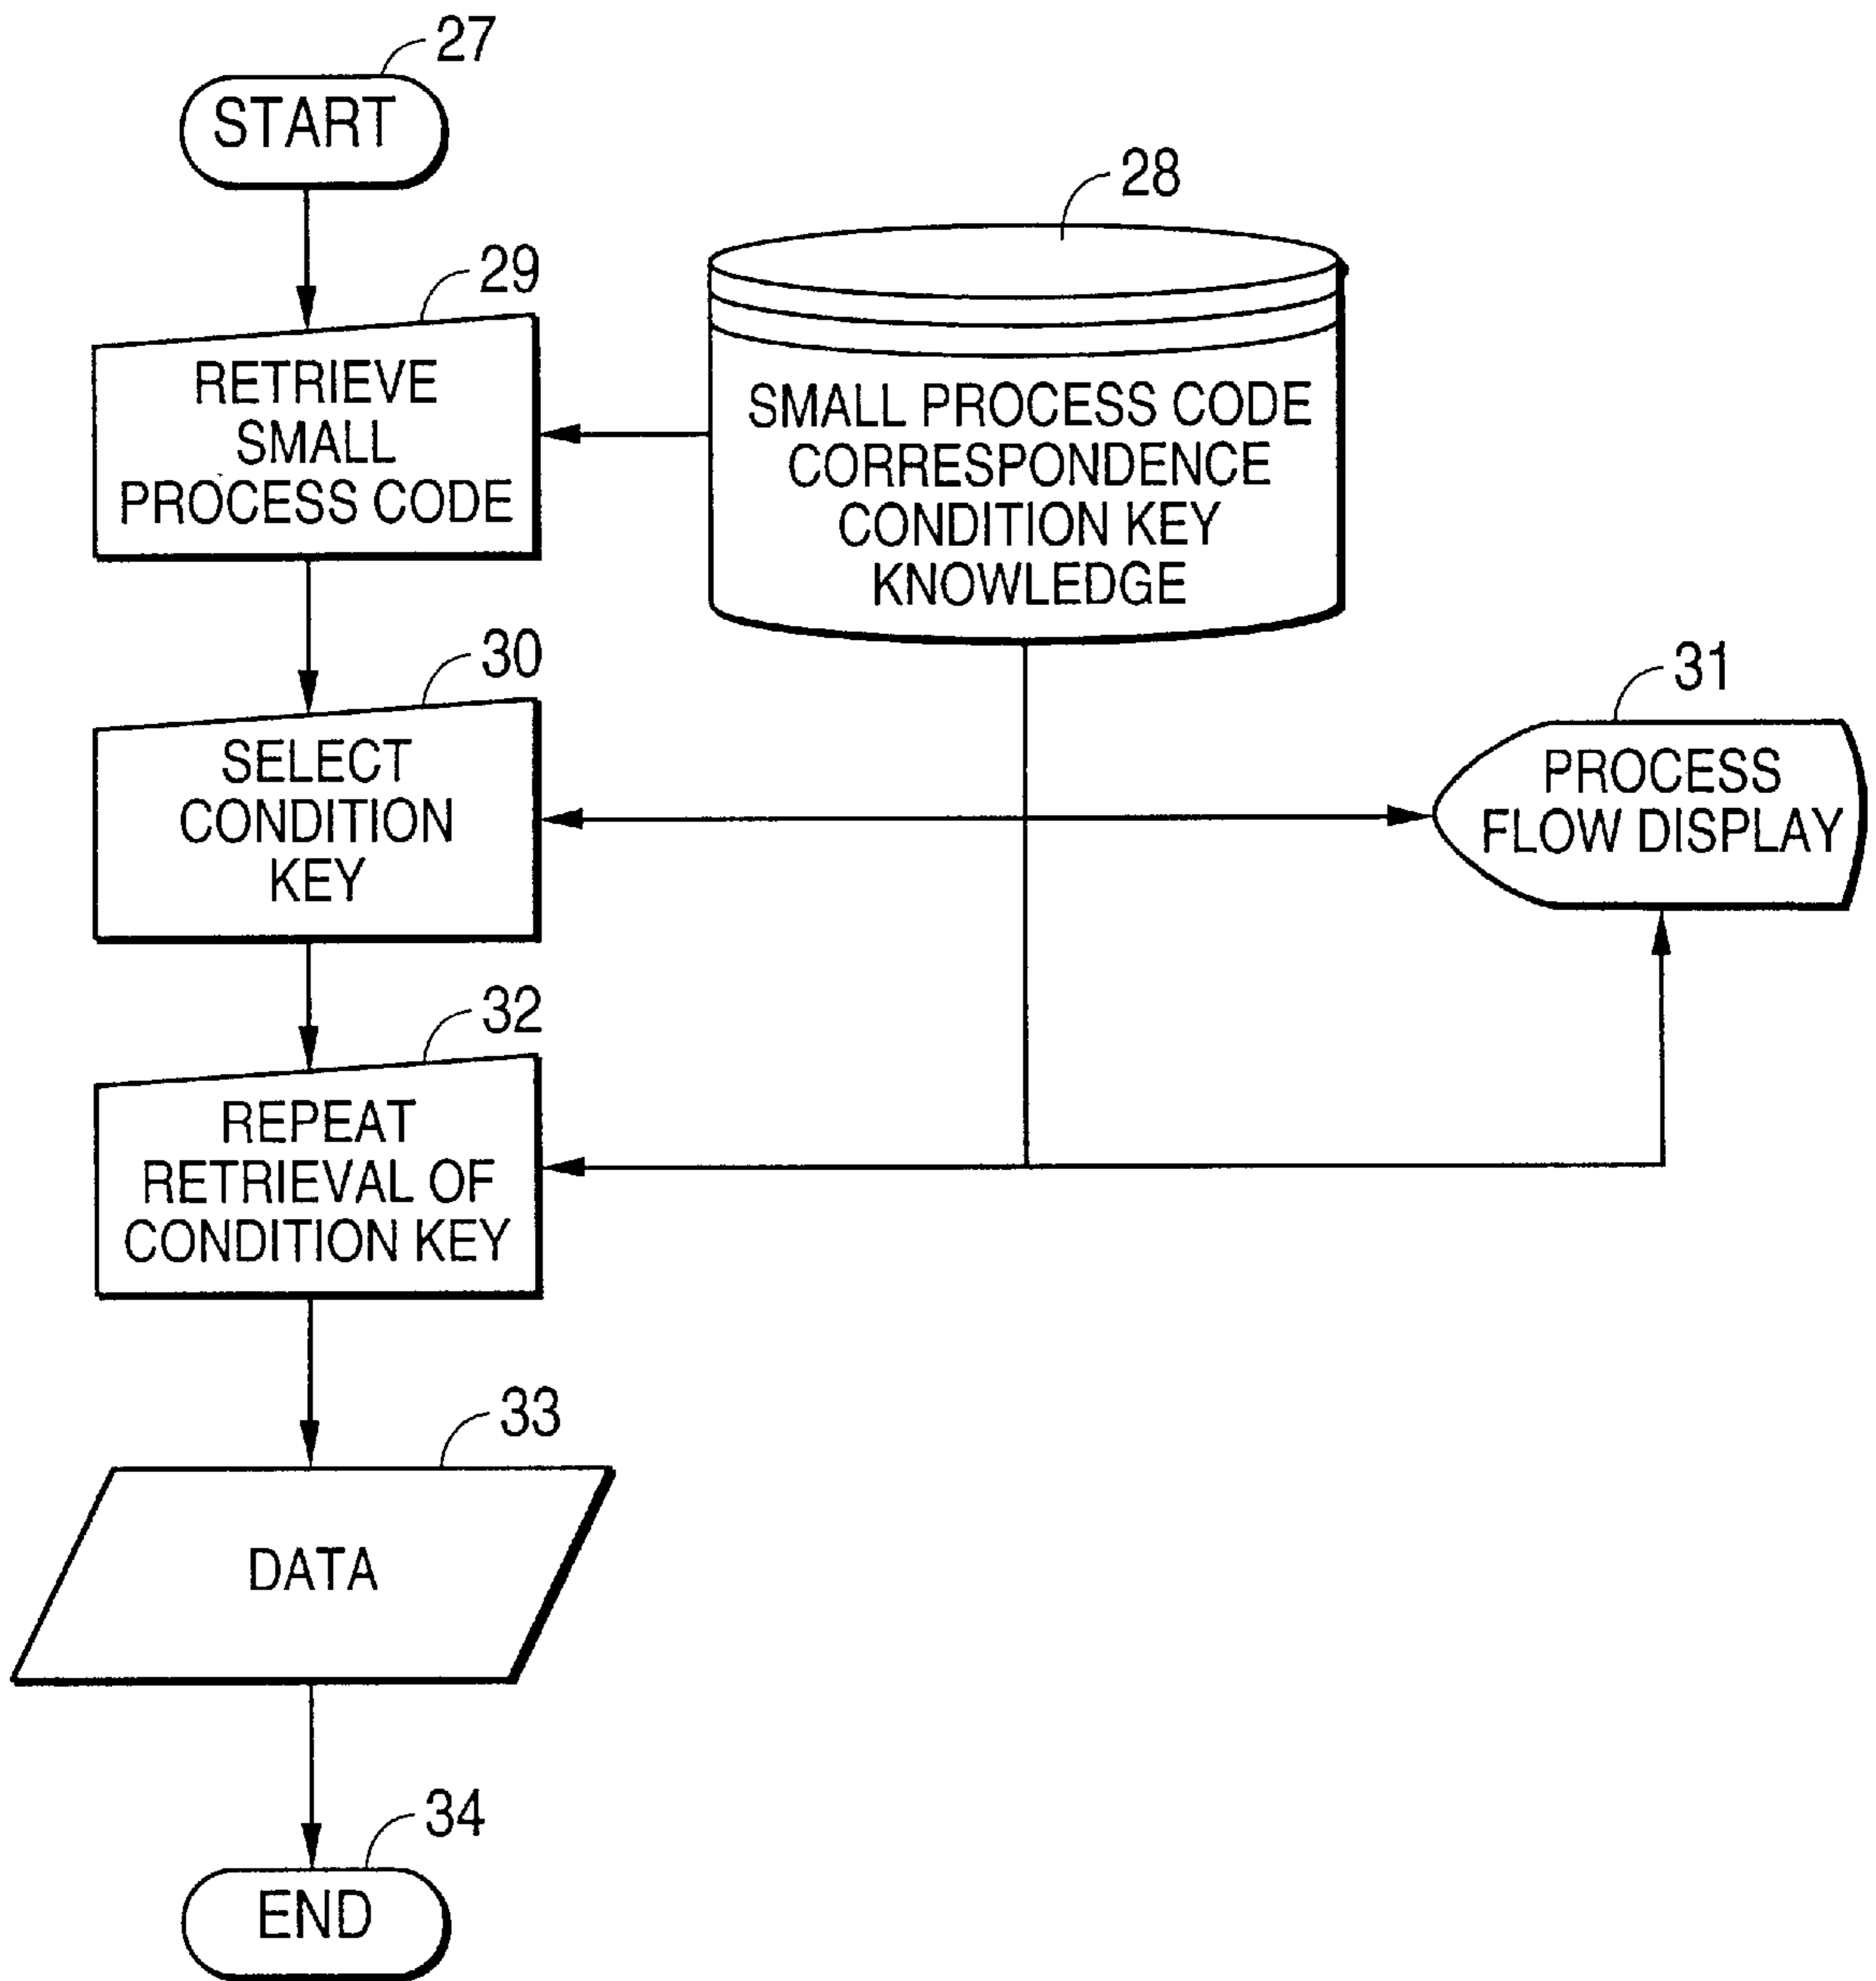 27
START
28
29
RETRIEVE
SMALL
PROCESS CODE
SMALL PROCESS CODE
CORRESPONDENCE
CONDITION KEY
KNOWLEDGE
30
SELECT
CONDITION
KEY
31
PROCESS
FLOW DISPLAY
32
REPEAT
RETRIEVAL OF
CONDITION KEY
33
DATA
34
END